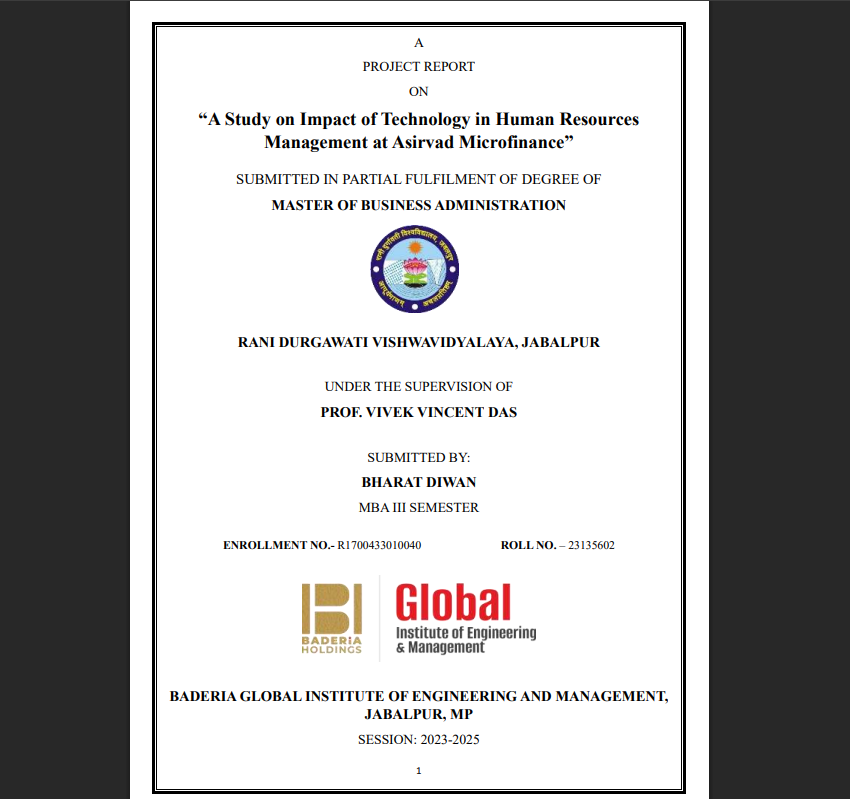 A
PROJECT REPORT
ON
“A Study on Impact of Technology in Human Resources
Management at Asirvad Microfinance”
SUBMITTED IN PARTIAL FULFILMENT OF DEGREE OF
MASTER OF BUSINESS ADMINISTRATION
रानी दुर्गावती विश्वविद्यालय, जबलपुर
RANI DURGAWATI VISHWAVIDYALAYA, JABALPUR
UNDER THE SUPERVISION OF
PROF. VIVEK VINCENT DAS
SUBMITTED BY:
BHARAT DIWAN
MBA III SEMESTER
ENROLLMENT NO.- R1700433010040 ROLL NO. – 23135602
BADERIA
HOLDINGS
Global
Institute of Engineering
& Management
BADERIA GLOBAL INSTITUTE OF ENGINEERING AND MANAGEMENT,
JABALPUR, MP
SESSION: 2023-2025
1